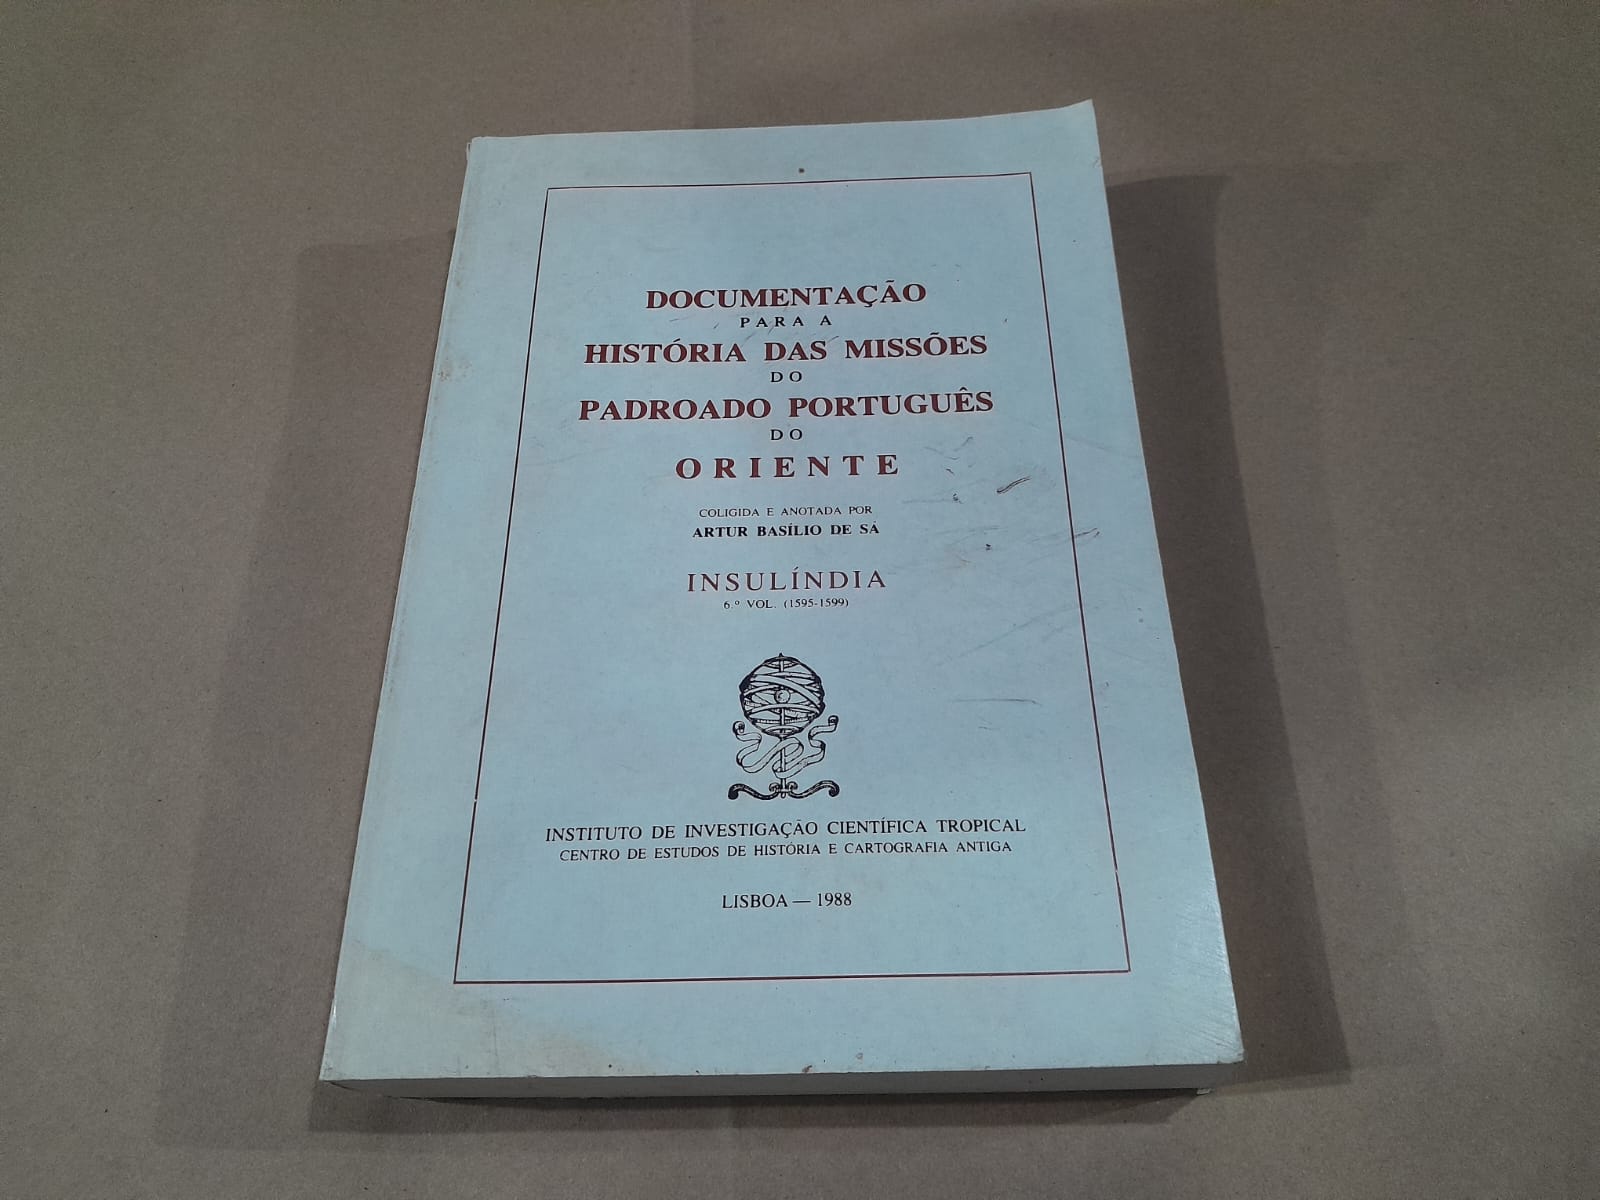 DOCUMENTAÇÃO
PARA A
HISTÓRIA DAS MISSÕES
DO
PADROADO PORTUGUÊS
DO
ORIENTE
COLIGIDA E ANOTADA POR
ARTUR BASÍLIO DE SÁ
INSULÍNDIA
6.º VOL. (1595-1599)
INSTITUTO DE INVESTIGAÇÃO CIENTÍFICA TROPICAL
CENTRO DE ESTUDOS DE HISTÓRIA E CARTOGRAFIA ANTIGA
LISBOA — 1988